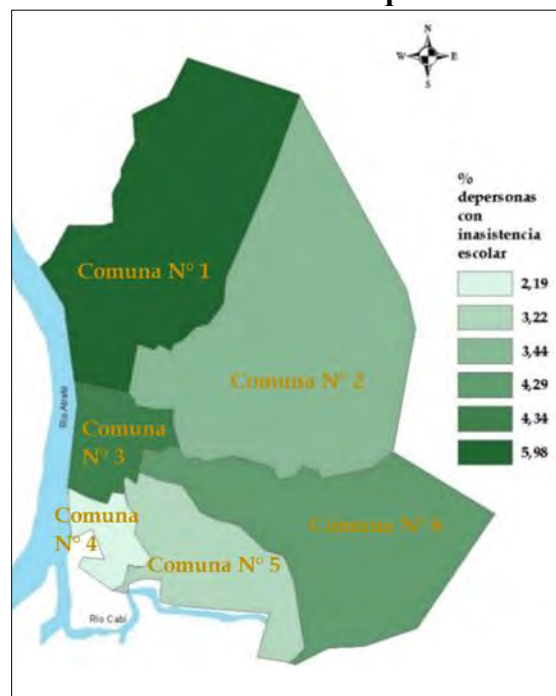 N
W E
S
%
depersonas
con
inasistencia
escolar
2,19
3,22
3,44
4,29
4,34
5,98
Comuna N° 1
Comuna N° 2
Río Atrato
Comuna
N° 3
Comuna
N° 4
Comuna N° 5
Comuna N° 6
Río Cabí